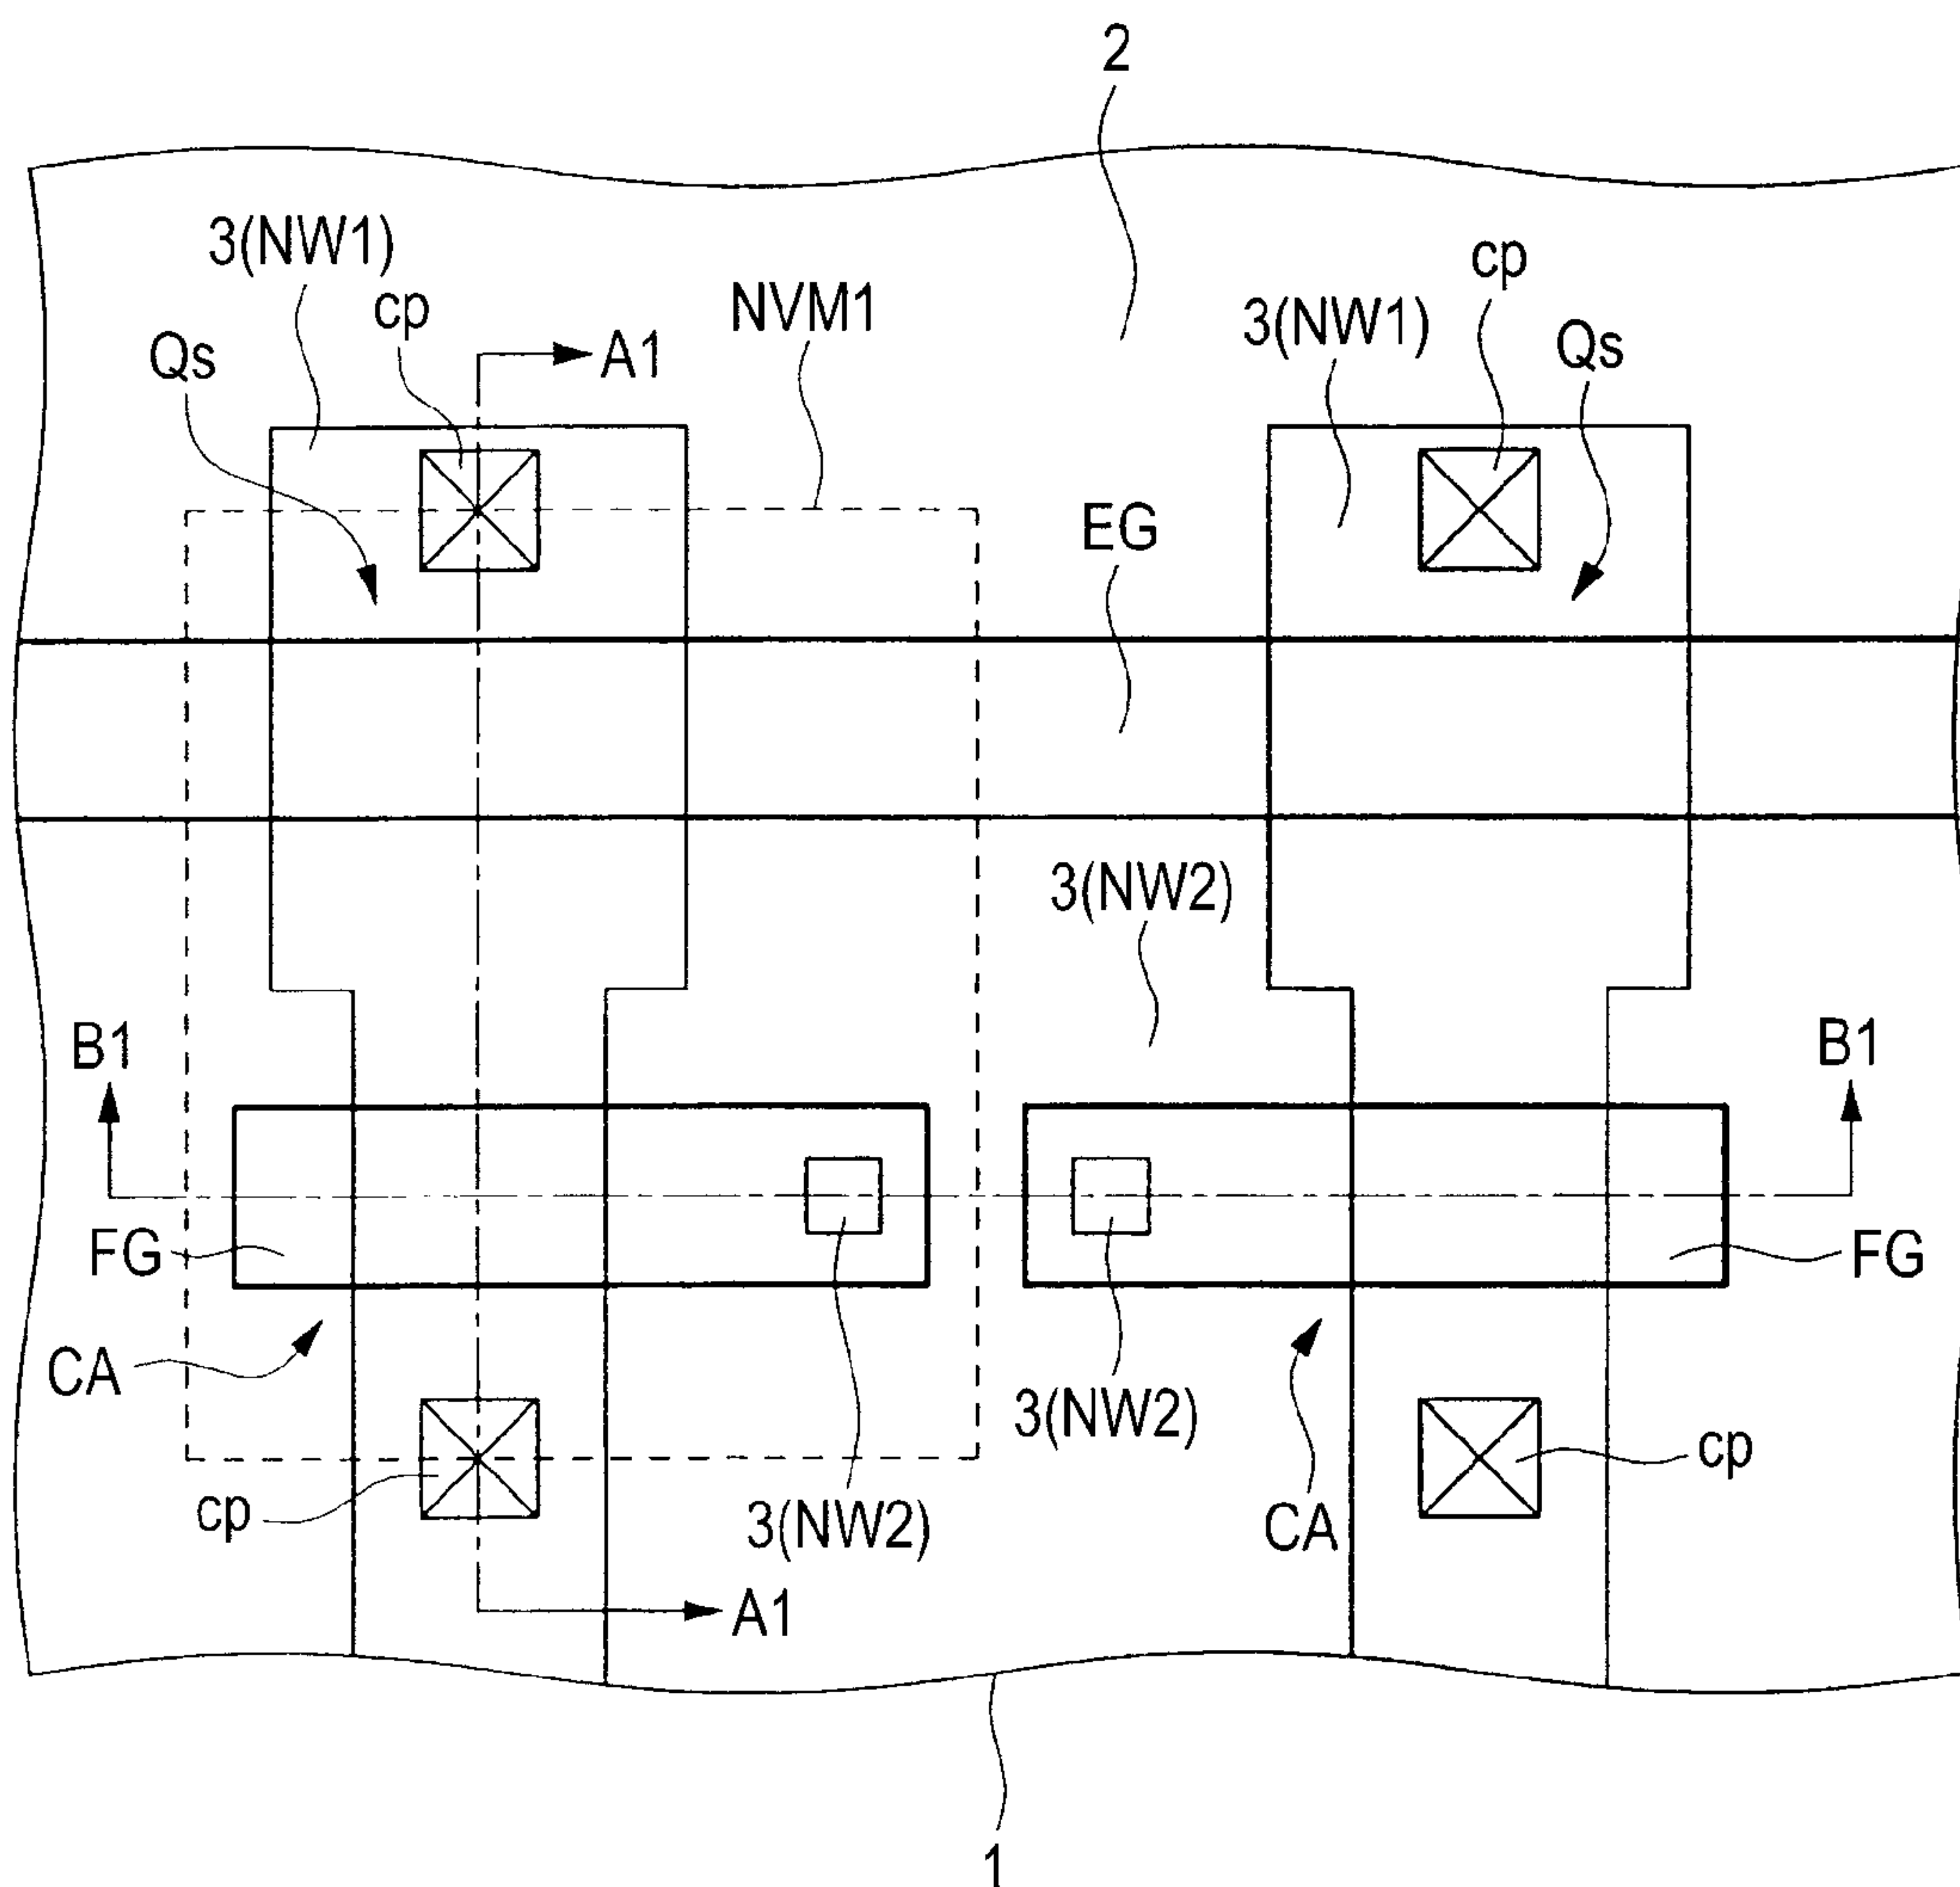 2
3(NW1)
cp
NVM1
A1
Qs
cp
3(NW1)
Qs
EG
3(NW2)
B1
B1
FG
FG
CA
3(NW2)
cp
3(NW2)
CA
cp
A1
1